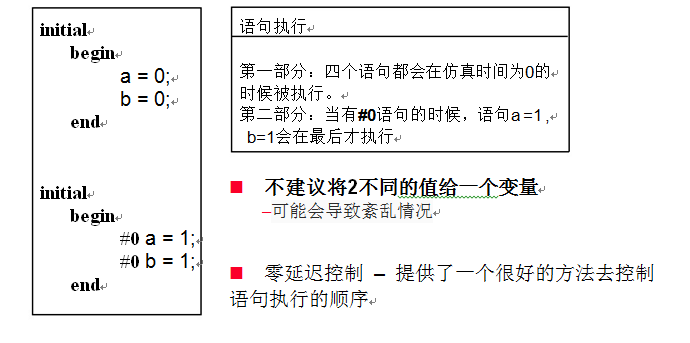 initial
begin
a = 0;
b = 0;
end
initial
begin
#0 a = 1;
#0 b = 1;
end
语句执行
第一部分：四个语句都会在仿真时间为0的
时候被执行。
第二部分：当有#0语句的时候，语句a=1，
b=1会在最后才执行
■ 不建议将2不同的值给一个变量
–可能会导致紊乱情况
■ 零延迟控制 – 提供了一个很好的方法去控制
语句执行的顺序